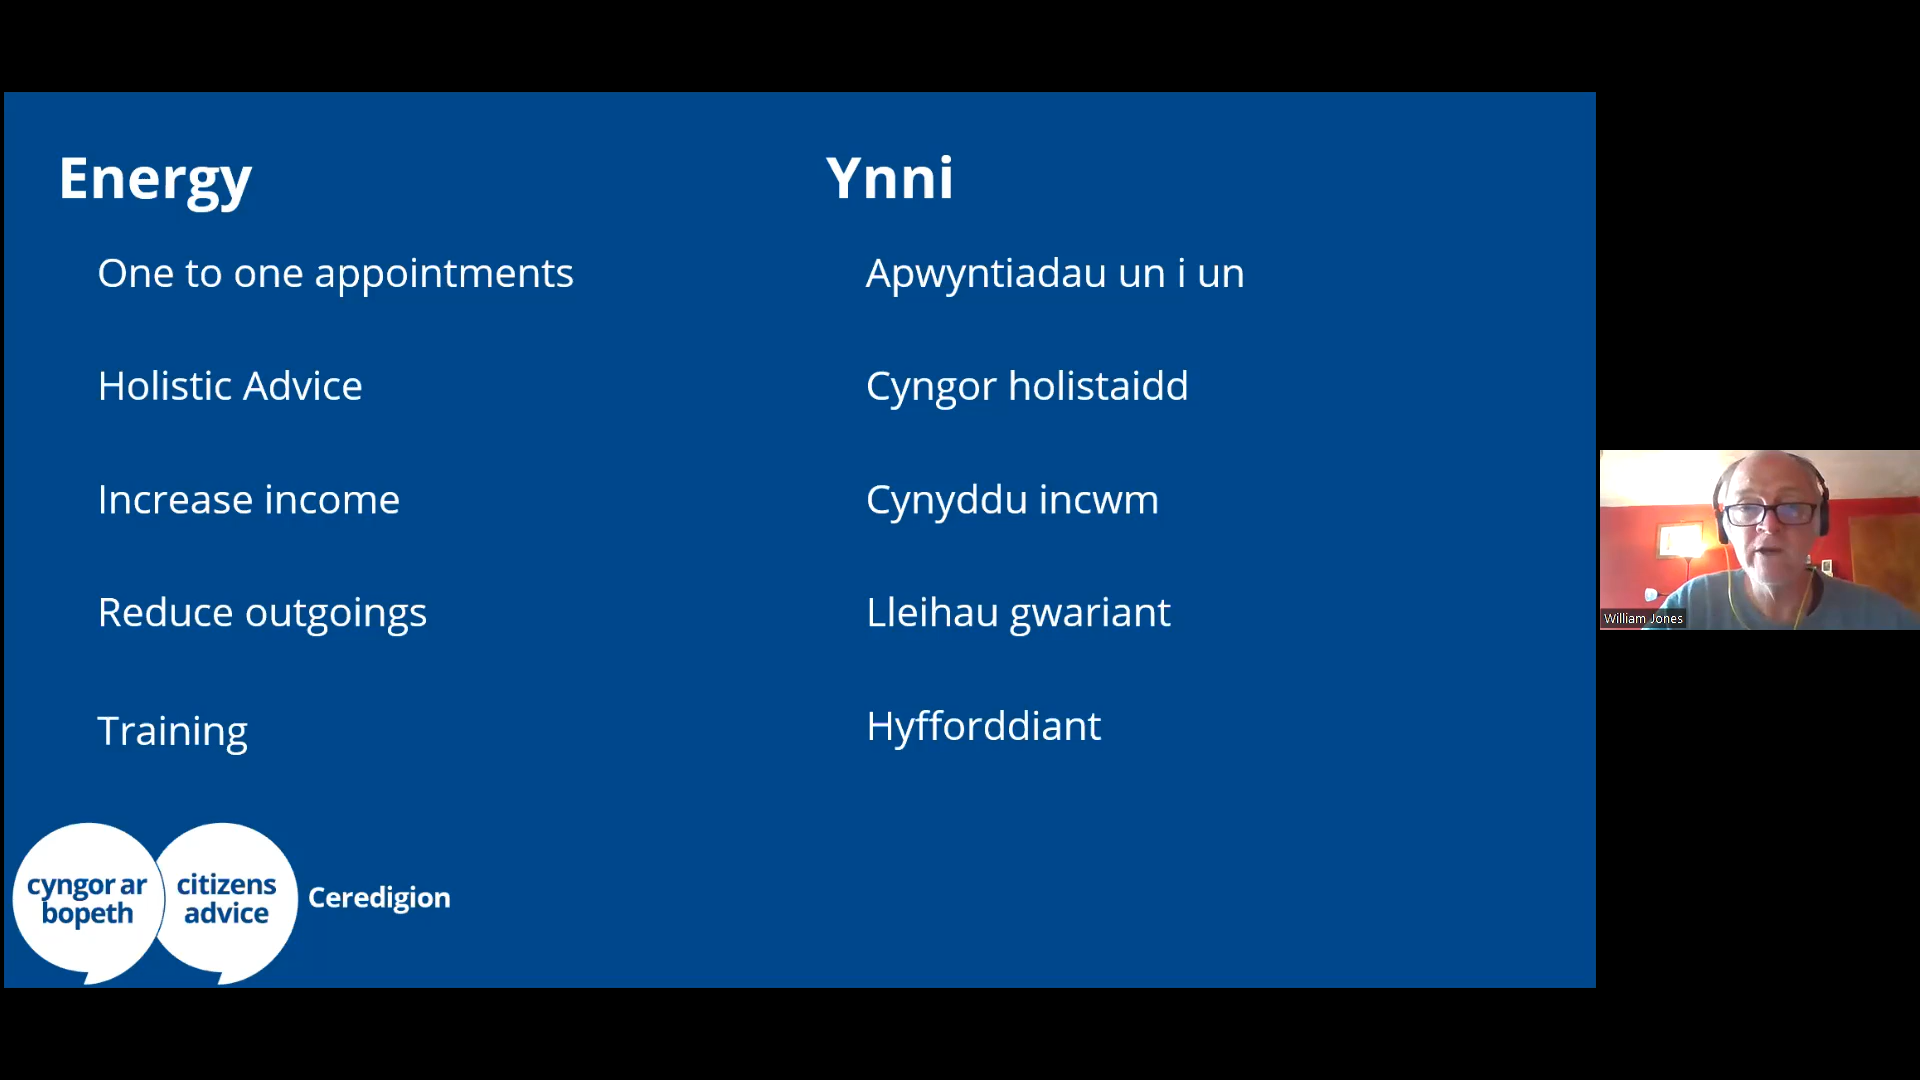 Energy
One to one appointments
Holistic Advice
Increase income
Reduce outgoings
Training
Ynni
Apwyntiadau un i un
Cyngor holistaidd
Cynyddu incwm
Lleihau gwariant
Hyfforddiant
cyngor ar
bopeth
citizens
advice
Ceredigion
William Jones